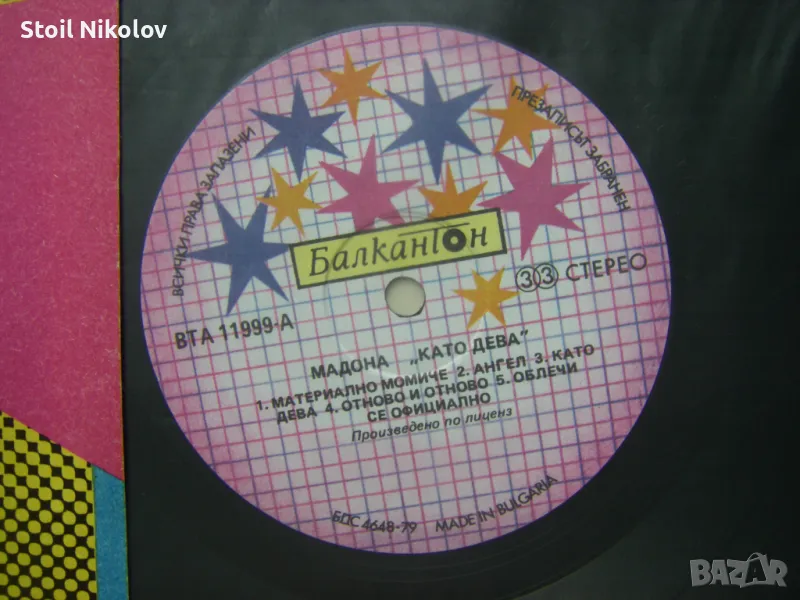 Stoil Nikolov
ВСИЧКИ ПРАВА ЗАПАЗЕНИ
ПРЕЗАПИСЪТ ЗАБРАНЕН
Балкантон
33 СТЕРЕО
ВТА 11999-А
МАДОНА „КАТО ДЕВА"
1. МАТЕРИАЛНО МОМИЧЕ 2. АНГЕЛ 3. КАТО
ДЕВА 4. ОТНОВО И ОТНОВО 5. ОБЛЕЧИ
СЕ ОФИЦИАЛНО
Произведено по лиценз
БДС 4648-79 MADE IN BULGARIA
BAZAR